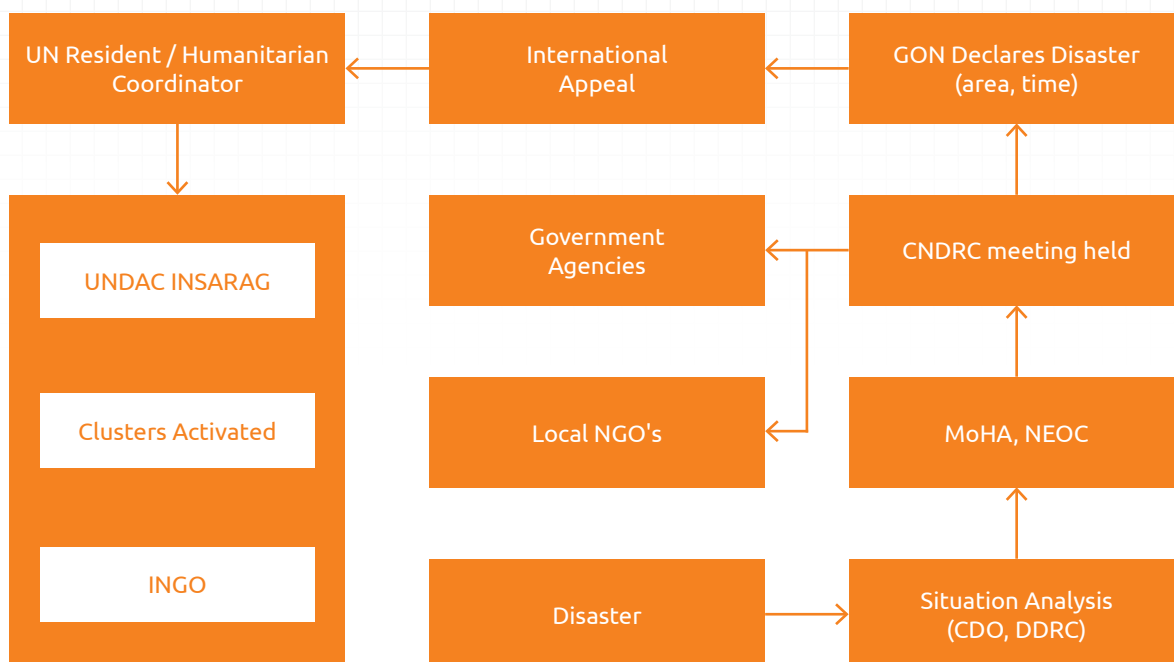 UN Resident / Humanitarian
Coordinator
International
Appeal
GON Declares Disaster
(area, time)
UNDAC INSARAG
Clusters Activated
INGO
Government
Agencies
CNDRC meeting held
Local NGO's
MoHA, NEOC
Disaster
Situation Analysis
(CDO, DDRC)